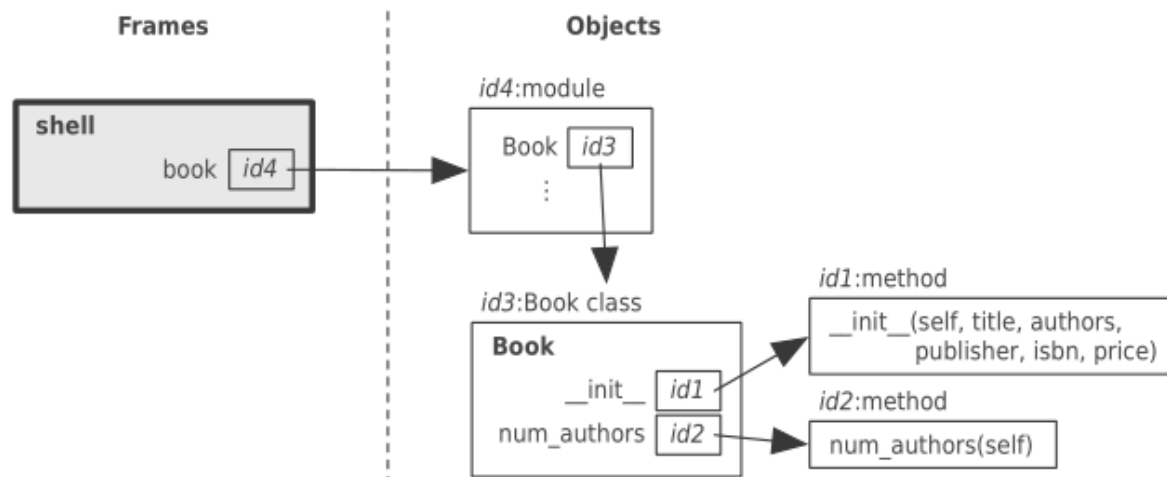 Frames
Objects
id4:module
shell
book id4
Book id3
⋮
id3:Book class
Book
__init__ id1
num_authors id2
id1:method
__init__(self, title, authors,
publisher, isbn, price)
id2:method
num_authors(self)